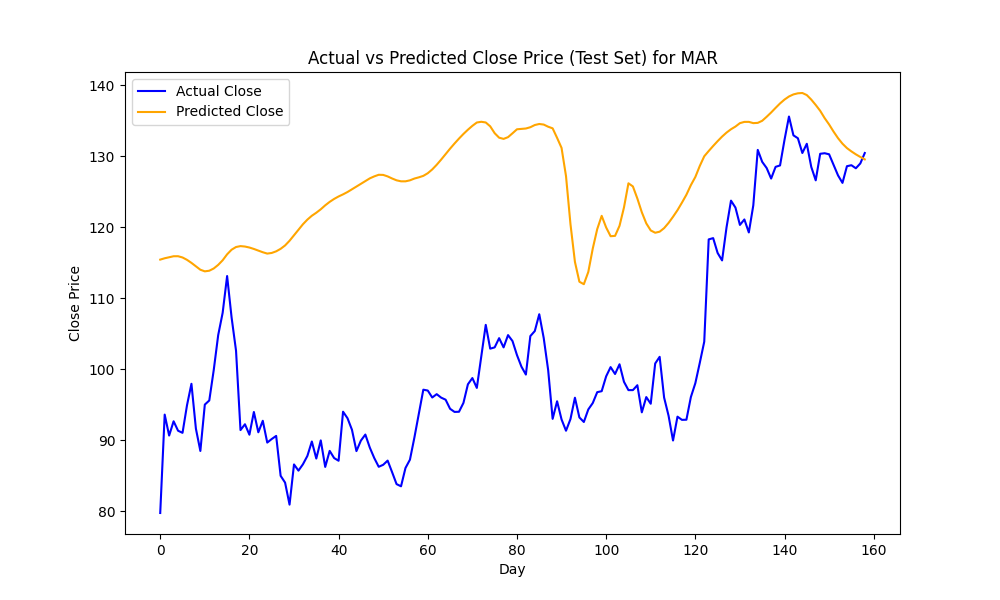 Actual vs Predicted Close Price (Test Set) for MAR
Actual Close
Predicted Close
140
130
120
110
100
90
80
Close Price
0 20 40 60 80 100 120 140 160
Day